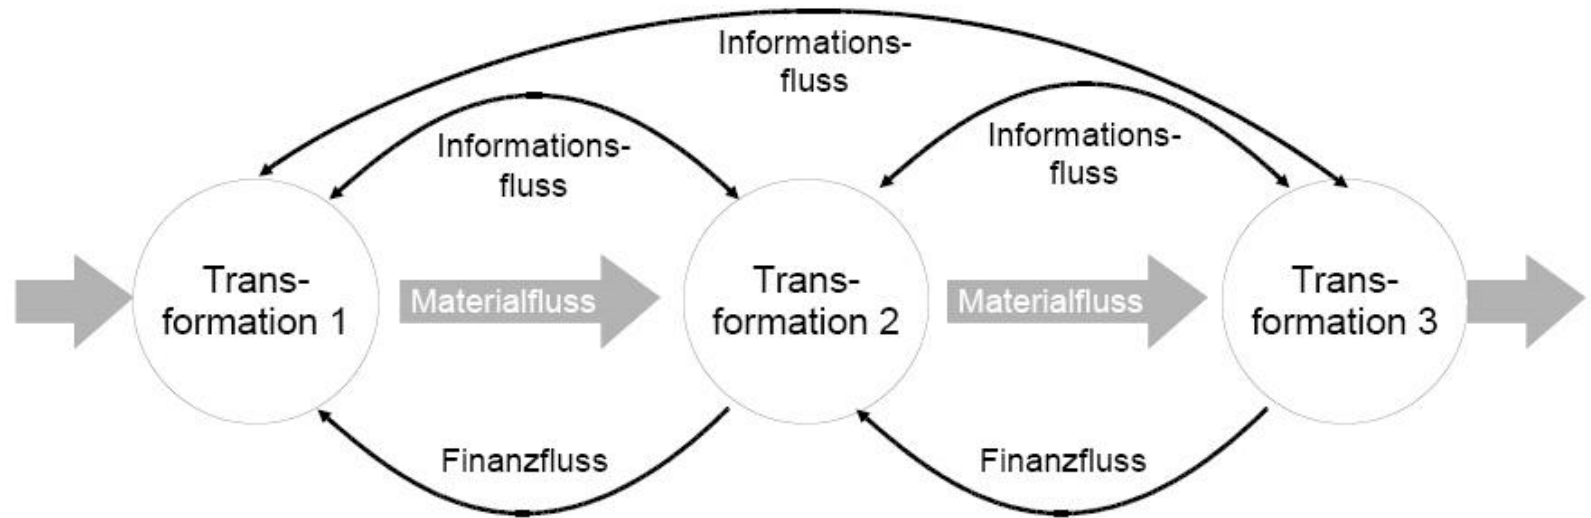 Informations-
fluss
Informations-
fluss
Informations-
fluss
Trans-
formation 1
Materialfluss
Trans-
formation 2
Materialfluss
Trans-
formation 3
Finanzfluss
Finanzfluss